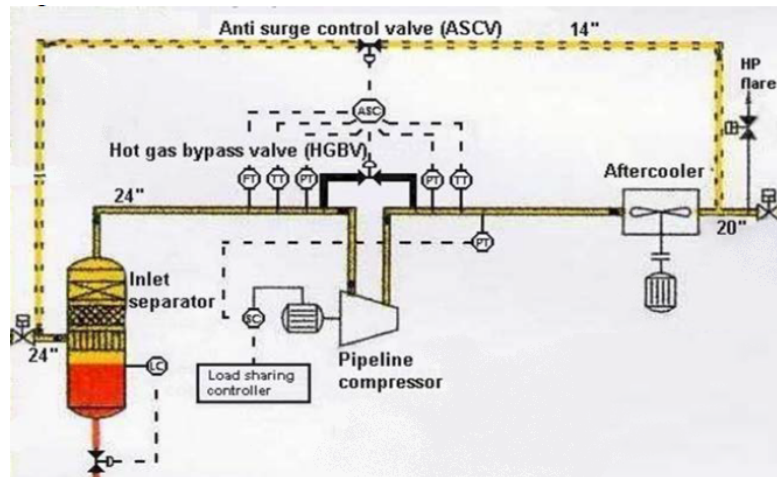 Anti surge control valve (ASCV)
14"
HP
flare
ASC
Hot gas bypass valve (HGBV)
FT
TT
PT
PT
TT
Aftercooler
24"
20"
PT
Inlet
separator
SC
24"
LC
Pipeline
compressor
Load sharing
controller